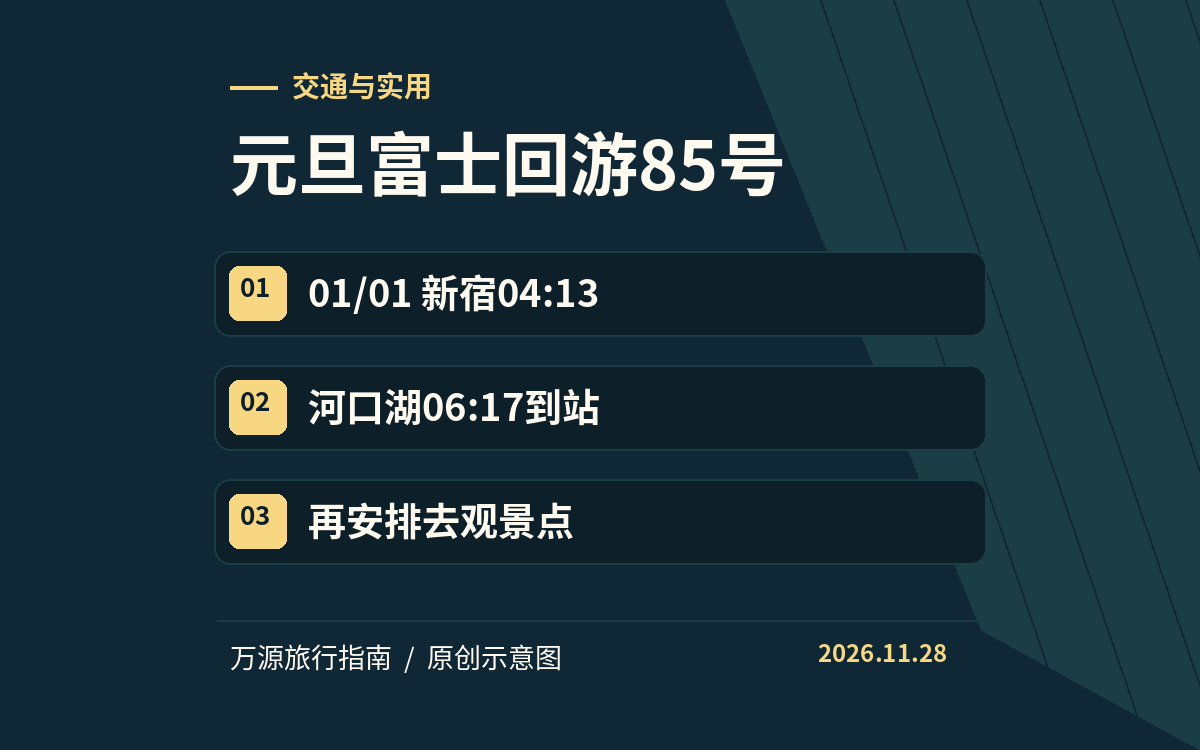 交通与实用
元旦富士回游85号
01
01/01 新宿04:13
02
河口湖06:17到站
03
再安排去观景点
万源旅行指南 / 原创示意图
2026.11.28